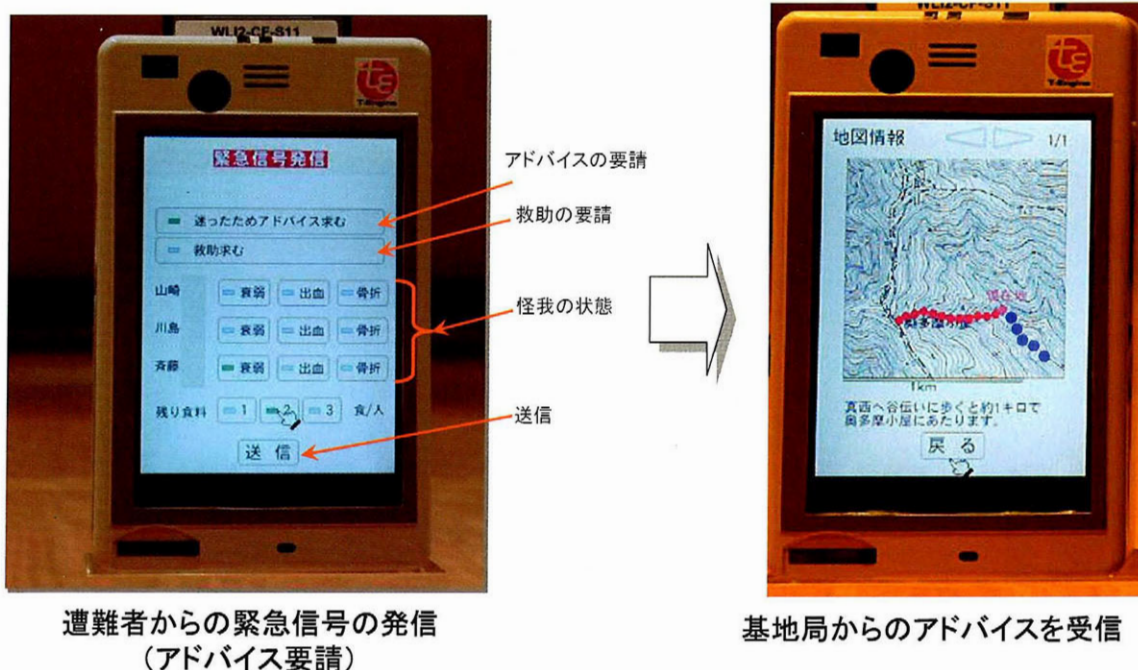 WLI2-CF-S11
T-Engine
緊急信号発信
迷ったためアドバイス求む
救助求む
山崎 衰弱 出血 骨折
川島 衰弱 出血 骨折
斉藤 衰弱 出血 骨折
残り食料 1 2 3 食/人
送 信
アドバイスの要請
救助の要請
怪我の状態
送信
遭難者からの緊急信号の発信
(アドバイス要請)
WLI2-CF-S11
T-Engine
地図情報 1/1
現在地
奥多摩小屋
1km
真西へ谷伝いに歩くと約1キロで
奥多摩小屋にあたります。
戻 る
基地局からのアドバイスを受信